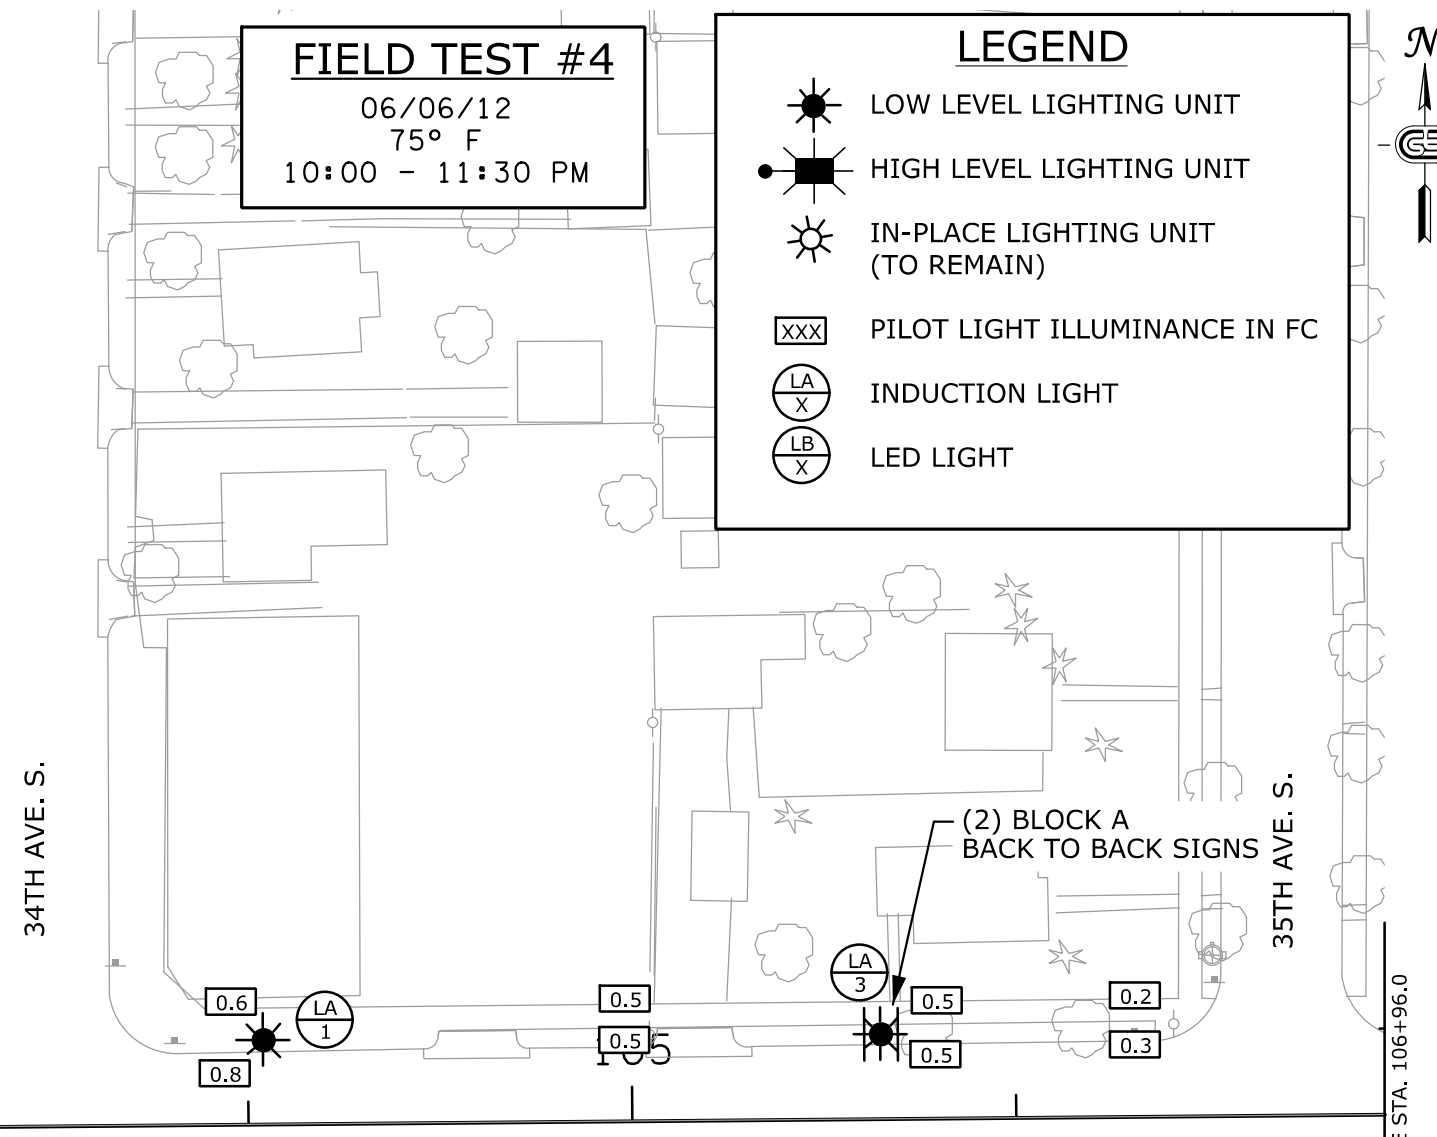 FIELD TEST #4
06/06/12
75° F
10:00 - 11:30 PM
LEGEND
LOW LEVEL LIGHTING UNIT
HIGH LEVEL LIGHTING UNIT
IN-PLACE LIGHTING UNIT
(TO REMAIN)
XXX
PILOT LIGHT ILLUMINANCE IN FC
LA
X
INDUCTION LIGHT
LB
X
LED LIGHT
N
34TH AVE. S.
35TH AVE. S.
(2) BLOCK A
BACK TO BACK SIGNS
0.6
LA
1
0.8
0.5
0.5
LA
3
0.5
0.5
0.2
0.3
STA. 106+96.0